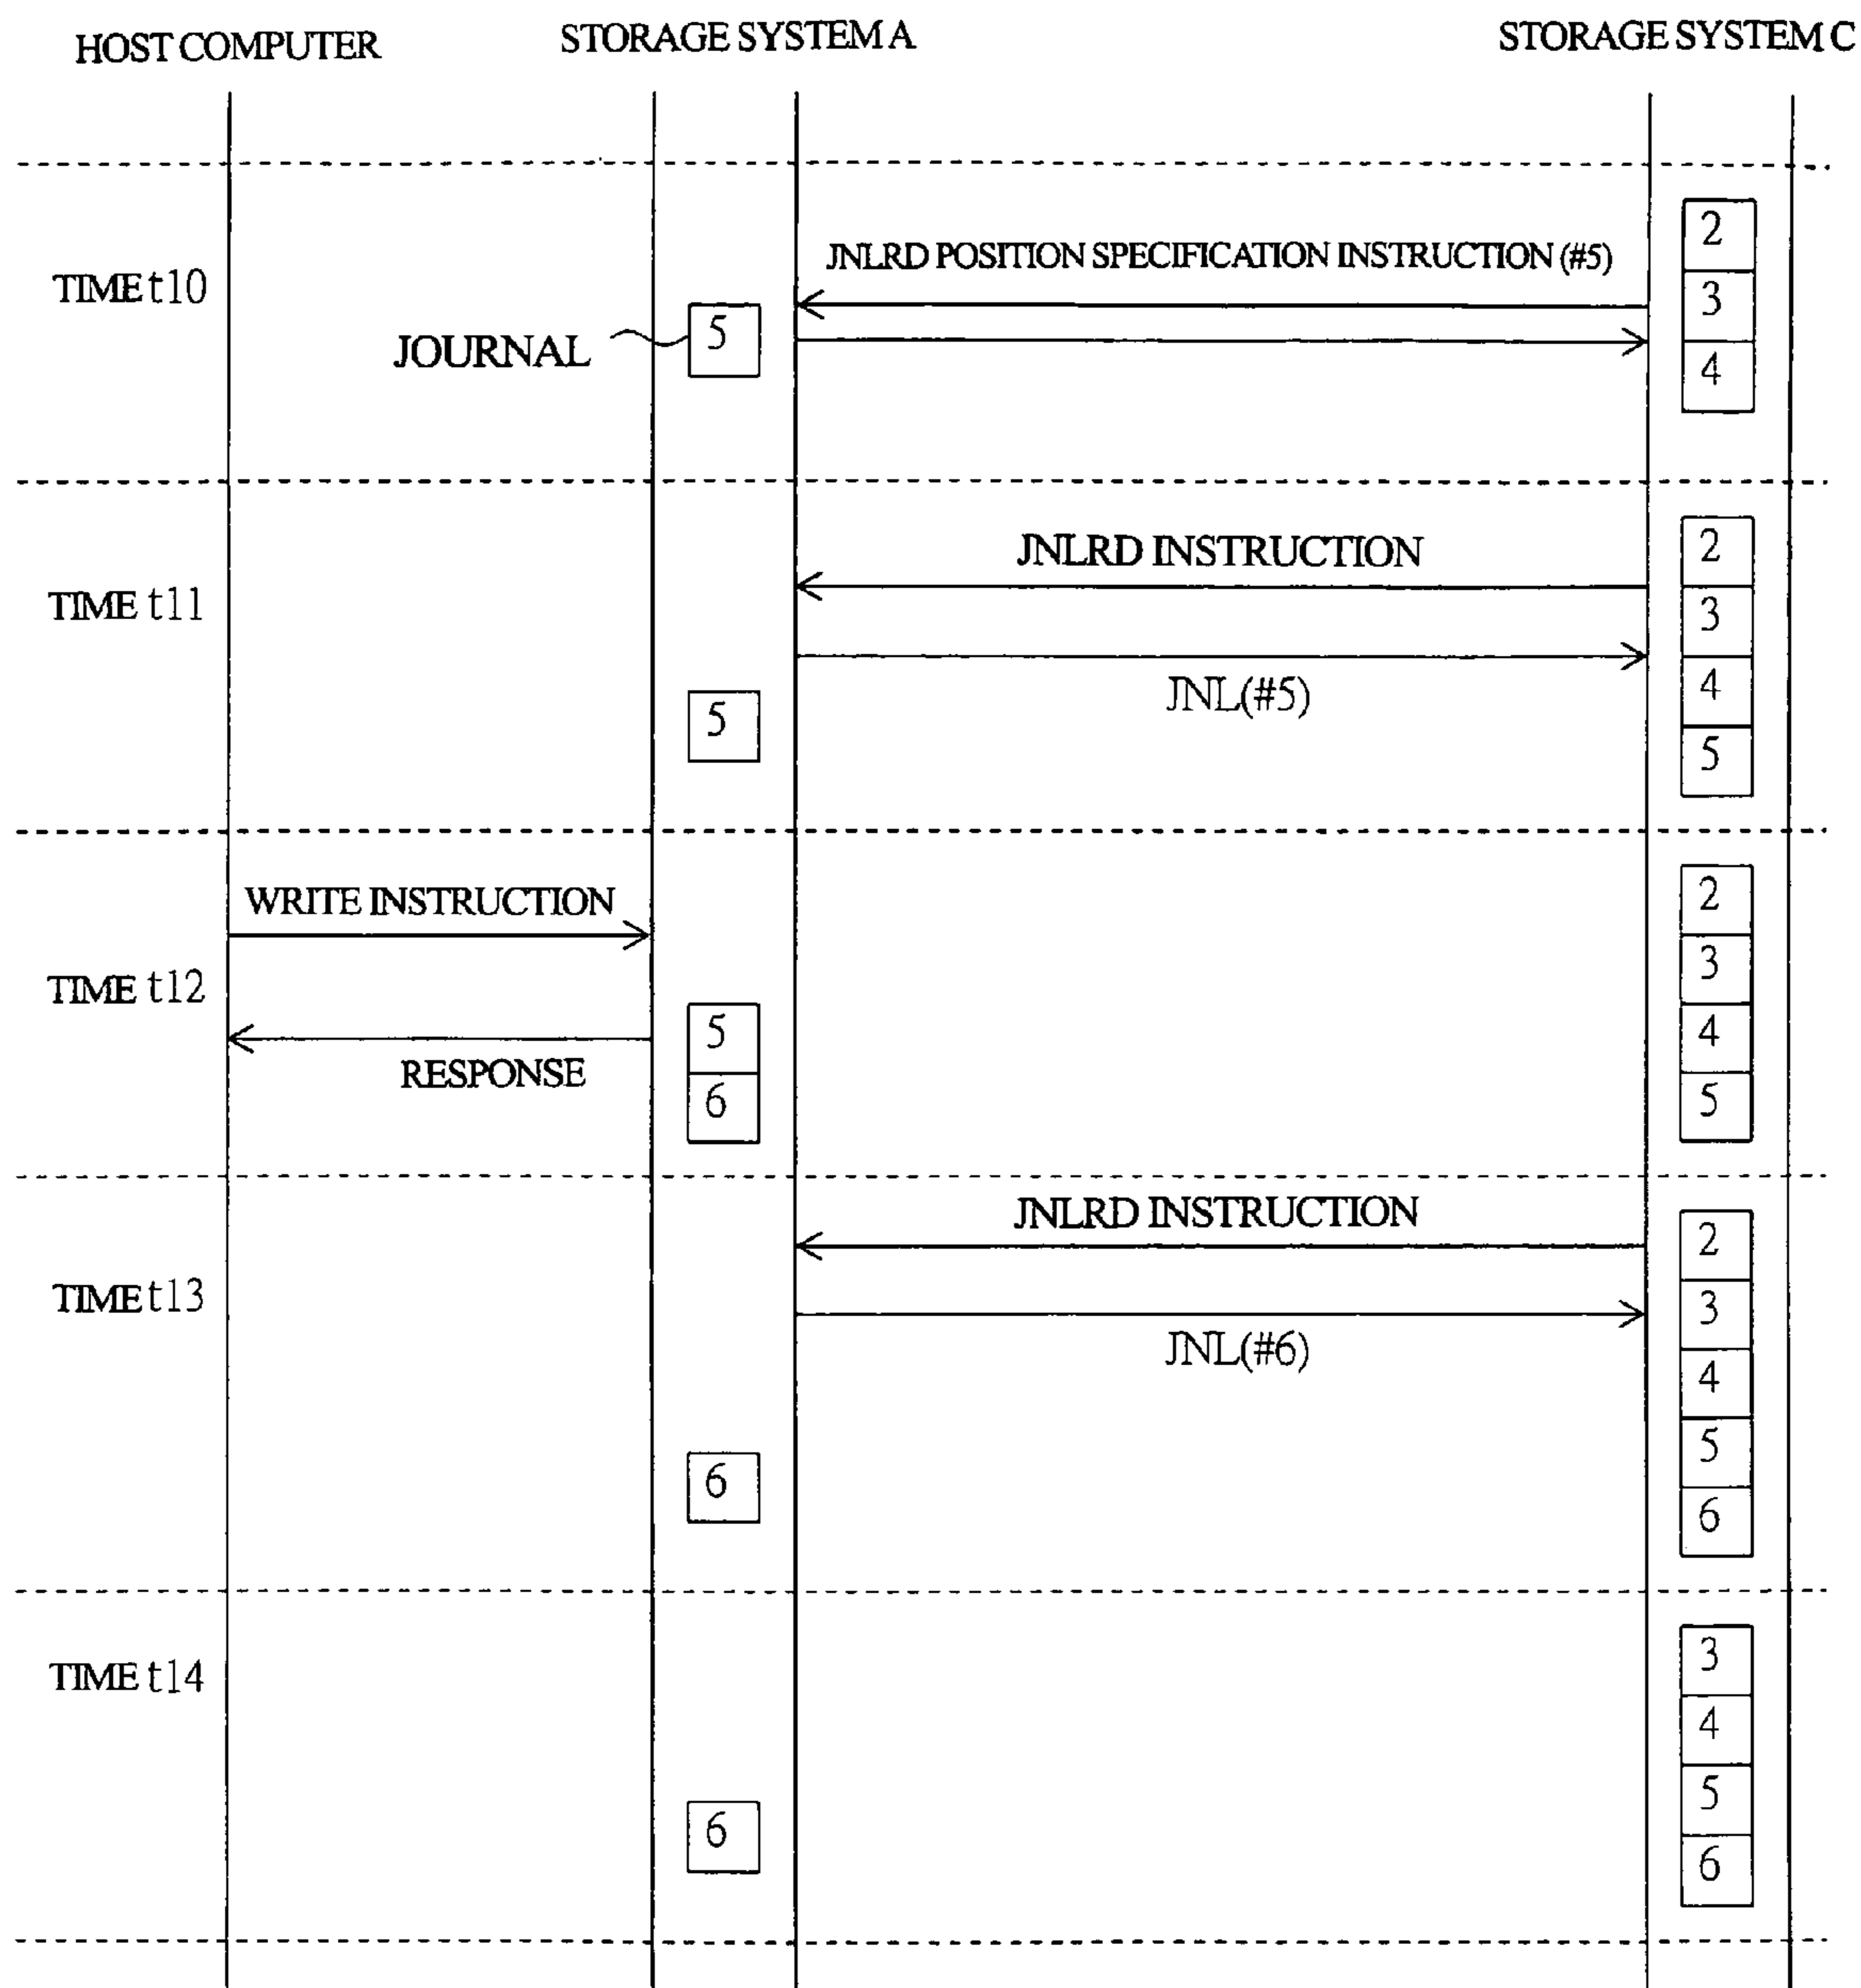 HOST COMPUTER
STORAGE SYSTEM A
STORAGE SYSTEM C
TIME t10
JOURNAL
5
JNLRD POSITION SPECIFICATION INSTRUCTION (#5)
2
3
4
TIME t11
5
JNLRD INSTRUCTION
JNL(#5)
2
3
4
5
TIME t12
WRITE INSTRUCTION
RESPONSE
5
6
2
3
4
5
TIME t13
6
JNLRD INSTRUCTION
JNL(#6)
2
3
4
5
6
TIME t14
6
3
4
5
6